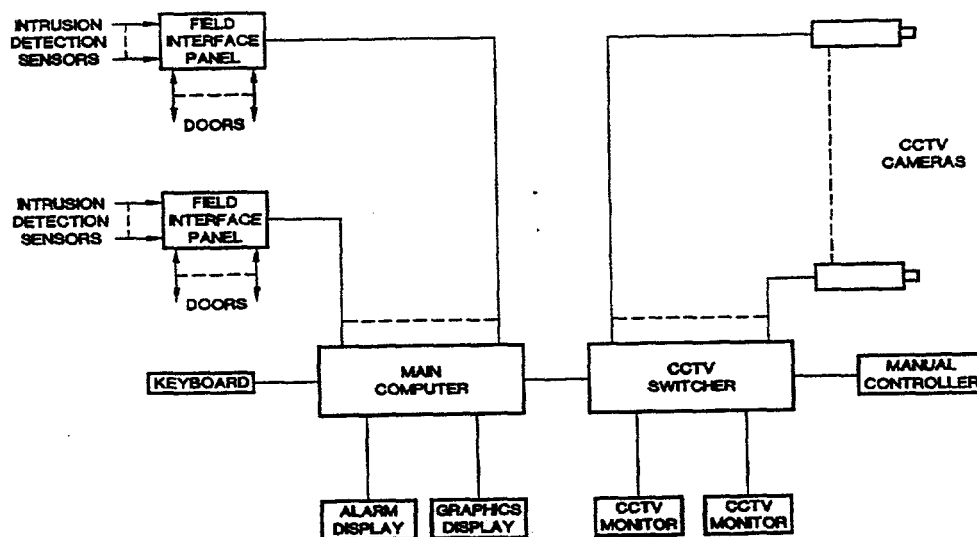 INTRUSION
DETECTION
SENSORS
FIELD
INTERFACE
PANEL
DOORS
CCTV
CAMERAS
INTRUSION
DETECTION
SENSORS
FIELD
INTERFACE
PANEL
DOORS
KEYBOARD
MAIN
COMPUTER
CCTV
SWITCHER
MANUAL
CONTROLLER
ALARM
DISPLAY
GRAPHICS
DISPLAY
CCTV
MONITOR
CCTV
MONITOR